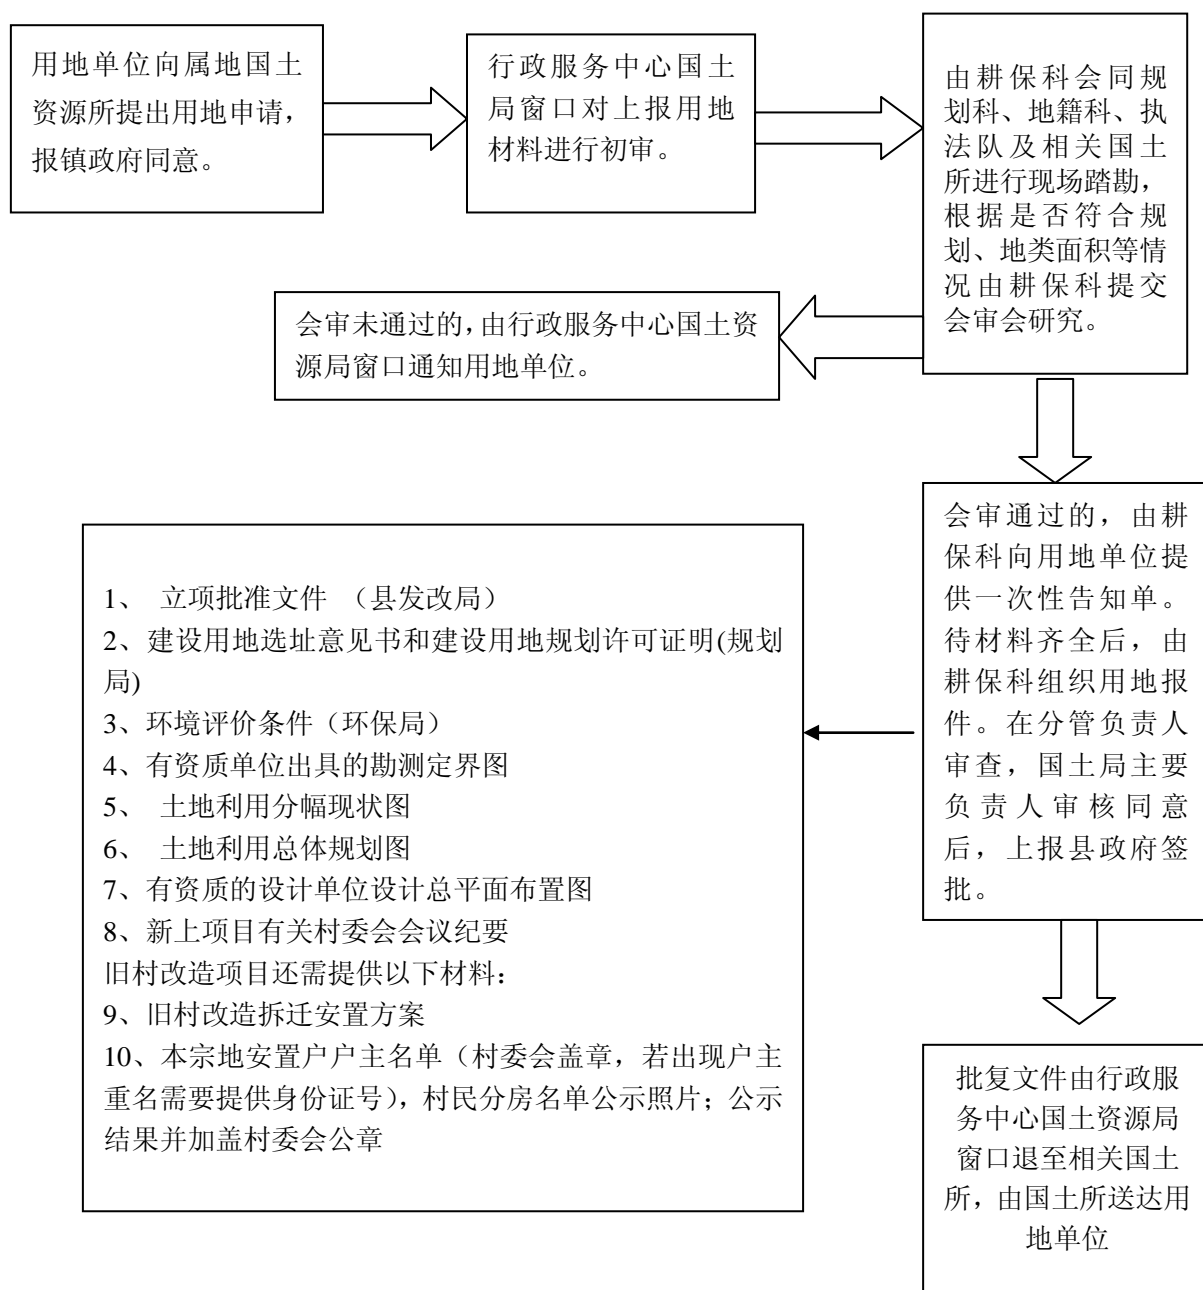 用地单位向属地国土
资源所提出用地申请,
报镇政府同意。
行政服务中心国土
局窗口对上报用地
材料进行初审。
由耕保科会同规
划科、地籍科、执
法队及相关国土
所进行现场踏勘,
根据是否符合规
划、地类面积等情
况由耕保科提交
会审会研究。
会审未通过的,由行政服务中心国土资
源局窗口通知用地单位。
会审通过的,由耕
保科向用地单位提
供一次性告知单。
待材料齐全后,由
耕保科组织用地报
件。在分管负责人
审查,国土局主要
负责人审核同意
后,上报县政府签
批。
1、 立项批准文件 （县发改局）
2、建设用地选址意见书和建设用地规划许可证明(规划
局)
3、环境评价条件（环保局）
4、有资质单位出具的勘测定界图
5、 土地利用分幅现状图
6、 土地利用总体规划图
7、有资质的设计单位设计总平面布置图
8、新上项目有关村委会会议纪要
旧村改造项目还需提供以下材料：
9、旧村改造拆迁安置方案
10、本宗地安置户户主名单（村委会盖章，若出现户主
重名需要提供身份证号），村民分房名单公示照片；公示
结果并加盖村委会公章
批复文件由行政服
务中心国土资源局
窗口退至相关国土
所，由国土所送达用
地单位